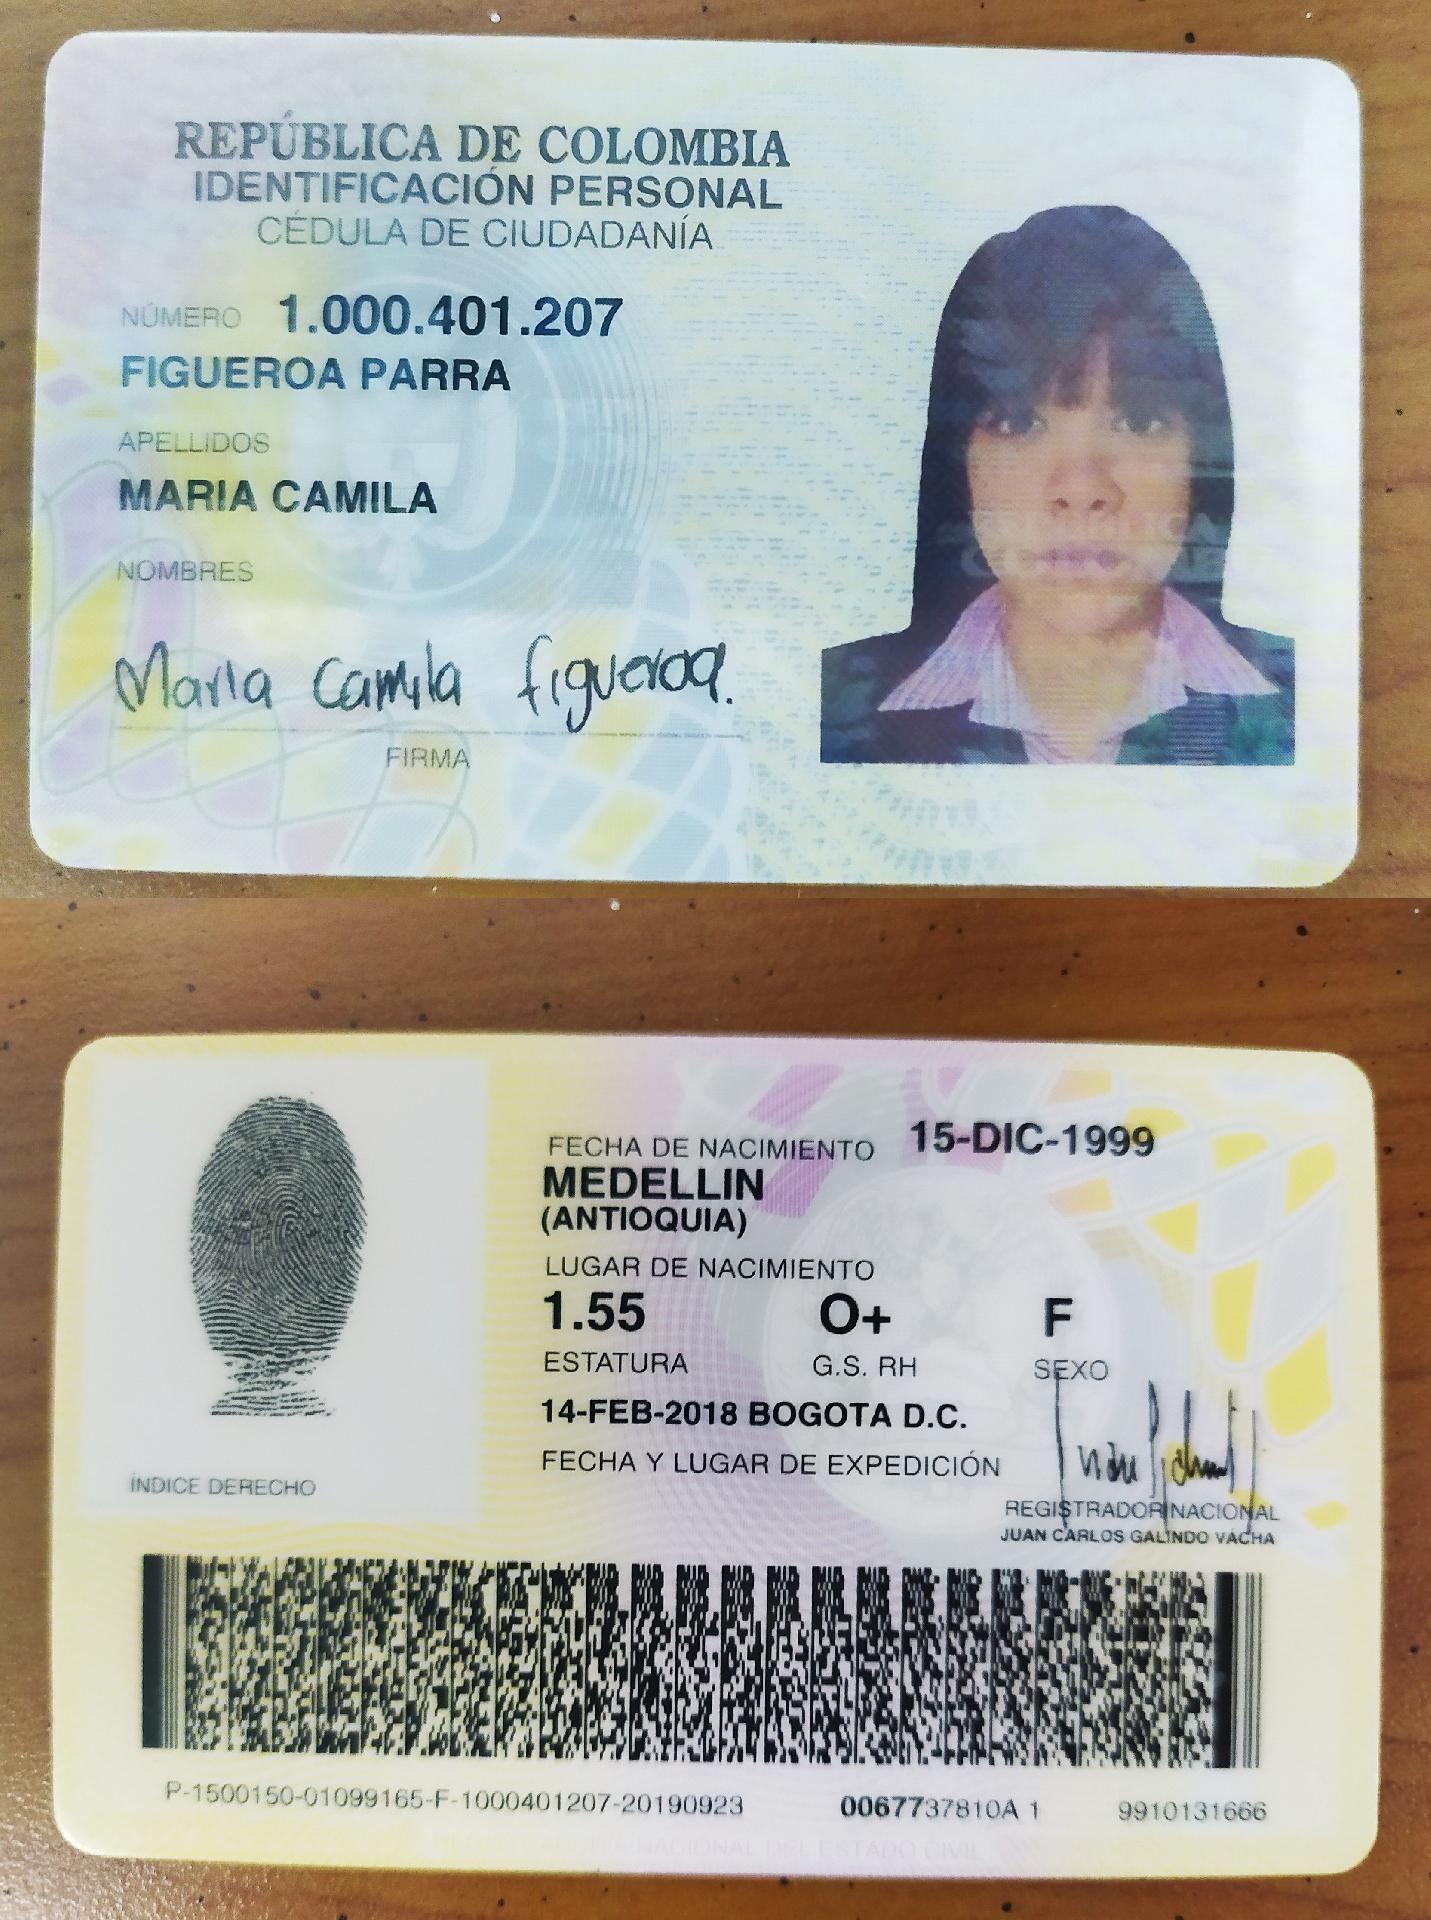 REPÚBLICA DE COLOMBIA
IDENTIFICACIÓN PERSONAL
CÉDULA DE CIUDADANÍA
NÚMERO 1.000.401.207
FIGUEROA PARRA
APELLIDOS
MARIA CAMILA
NOMBRES
Maria Camila figueroa.
FIRMA
FECHA DE NACIMIENTO 15-DIC-1999
MEDELLIN
(ANTIOQUIA)
LUGAR DE NACIMIENTO
1.55 O+ F
ESTATURA G.S. RH SEXO
14-FEB-2018 BOGOTA D.C.
FECHA Y LUGAR DE EXPEDICIÓN
ÍNDICE DERECHO
REGISTRADOR NACIONAL
JUAN CARLOS GALINDO VÁCHA
P-1500150-01099165-F-1000401207-20190923 0067737810A 1 9910131666
NACIONAL DEL ESTADO CIVIL